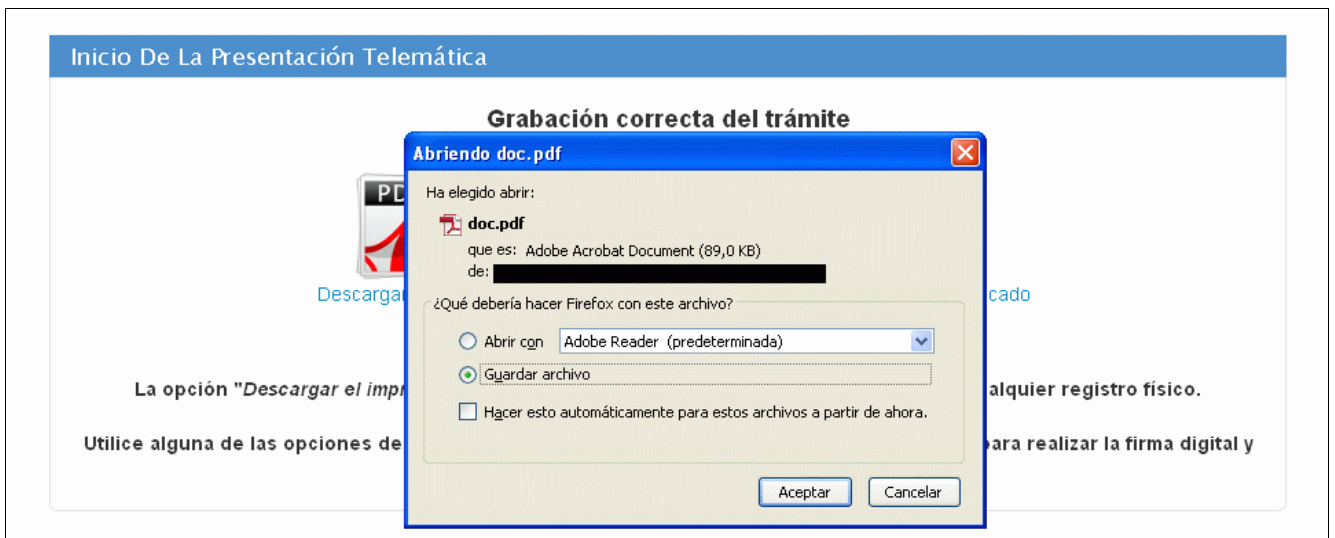 Inicio De La Presentación Telemática
Grabación correcta del trámite
Abriendo doc.pdf
Ha elegido abrir:
doc.pdf
que es: Adobe Acrobat Document (89,0 KB)
de:
Descargar
cado
¿Qué debería hacer Firefox con este archivo?
Abrir con Adobe Reader (predeterminada)
Guardar archivo
La opción "Descargar el impr
alquier registro físico.
Hacer esto automáticamente para estos archivos a partir de ahora.
Utilice alguna de las opciones de
para realizar la firma digital y
Aceptar Cancelar